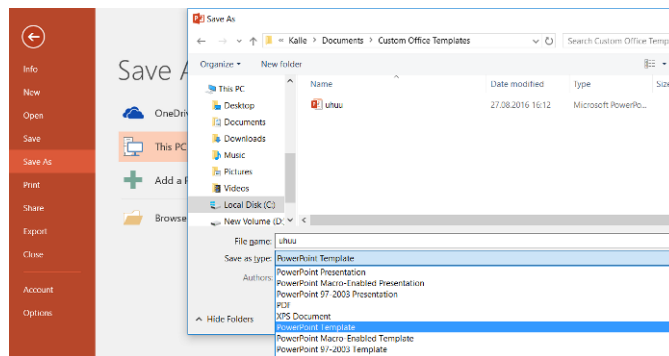 Save As
« Kalle > Documents > Custom Office Templates
Search Custom Office Temp
Organize
New folder
Info
New
Open
Save
Save As
Print
Share
Export
Close
Account
Options
Save A
OneDriv
This PC
Add a P
Browse
This PC
Desktop
Documents
Downloads
Music
Pictures
Videos
Local Disk (C:)
New Volume (D:
Name
Date modified
Type
Size
uhuu
27.08.2016 16:12
Microsoft PowerPo...
File name: uhuu
Save as type: PowerPoint Template
Authors:
PowerPoint Presentation
PowerPoint Macro-Enabled Presentation
PowerPoint 97-2003 Presentation
PDF
XPS Document
PowerPoint Template
PowerPoint Macro-Enabled Template
PowerPoint 97-2003 Template
Hide Folders